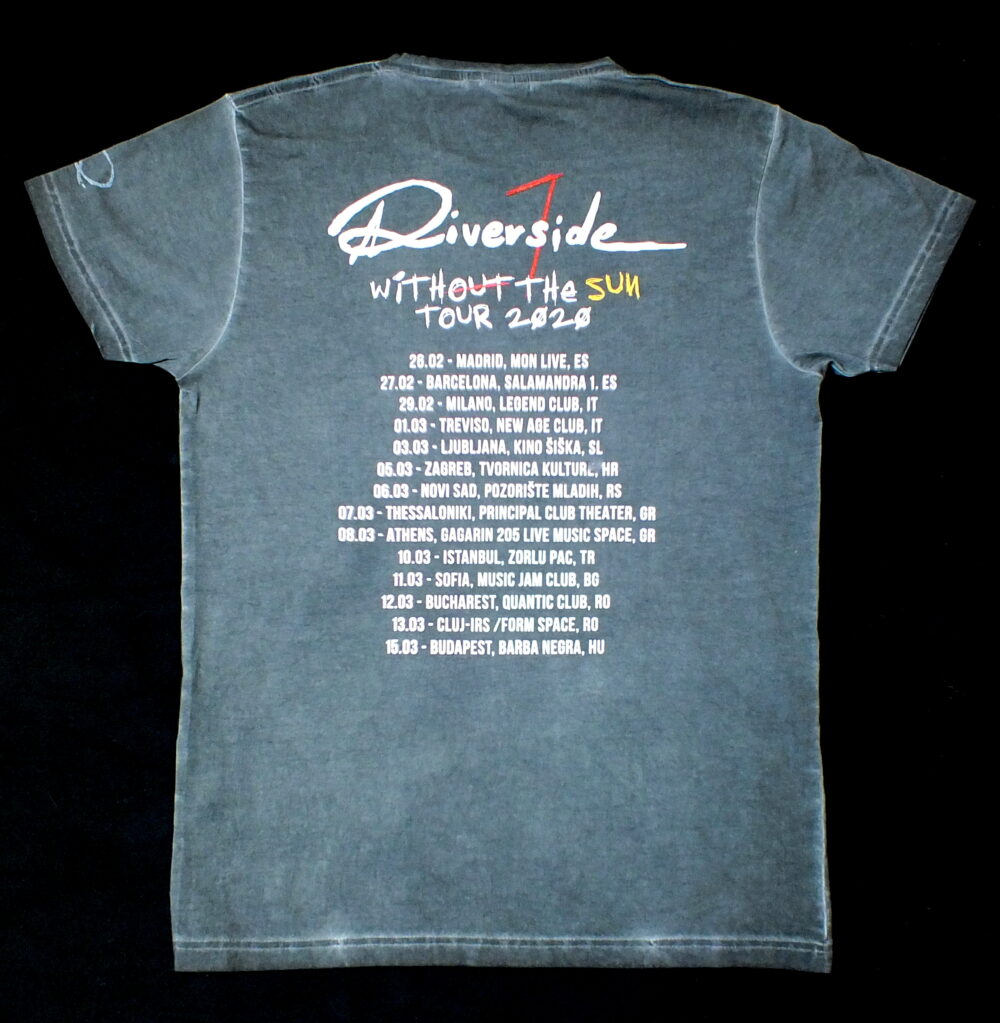 Riverside
WiTHOUT THe SUN
TOUR 2020
26.02 - MADRID, MON LIVE, ES
27.02 - BARCELONA, SALAMANDRA 1, ES
29.02 - MILANO, LEGEND CLUB, IT
01.03 - TREVISO, NEW AGE CLUB, IT
03.03 - LJUBLJANA, KINO ŠIŠKA, SL
05.03 - ZAGREB, TVORNICA KULTURE, HR
06.03 - NOVI SAD, POZORIŠTE MLADIH, RS
07.03 - THESSALONIKI, PRINCIPAL CLUB THEATER, GR
08.03 - ATHENS, GAGARIN 205 LIVE MUSIC SPACE, GR
10.03 - ISTANBUL, ZORLU PAC, TR
11.03 - SOFIA, MUSIC JAM CLUB, BG
12.03 - BUCHAREST, QUANTIC CLUB, RO
13.03 - CLUJ-IRS /FORM SPACE, RO
15.03 - BUDAPEST, BARBA NEGRA, HU